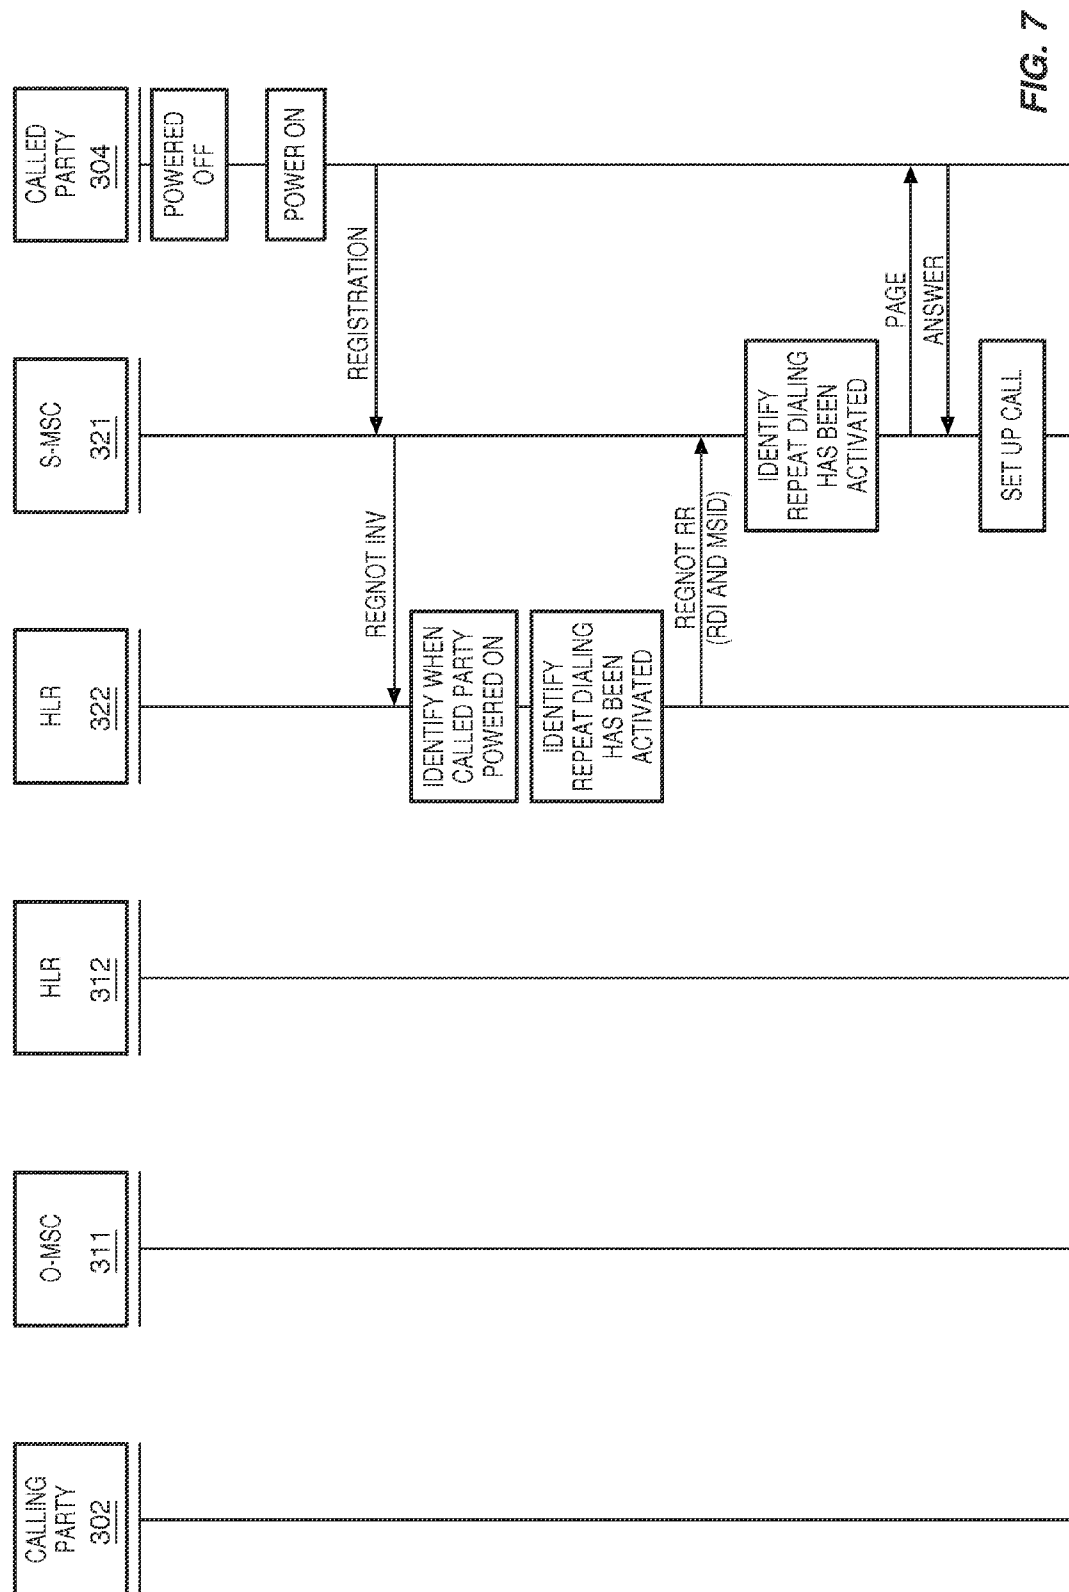 CALLING
PARTY
302
O-MSC
311
HLR
312
HLR
322
S-MSC
321
CALLED
PARTY
304
POWERED
OFF
POWER ON
REGISTRATION
REGNOT INV
IDENTIFY WHEN
CALLED PARTY
POWERED ON
IDENTIFY
REPEAT DIALING
HAS BEEN
ACTIVATED
REGNOT RR
(RDI AND MSID)
IDENTIFY
REPEAT DIALING
HAS BEEN
ACTIVATED
PAGE
ANSWER
SET UP CALL
FIG. 7